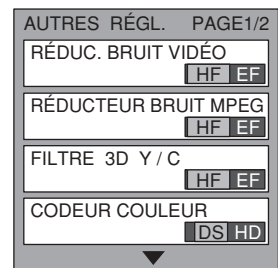 AUTRES RÉGL. PAGE1/2
RÉDUC. BRUIT VIDÉO
HF EF
RÉDUCTEUR BRUIT MPEG
HF EF
FILTRE 3D Y / C
HF EF
CODEUR COULEUR
DS HD